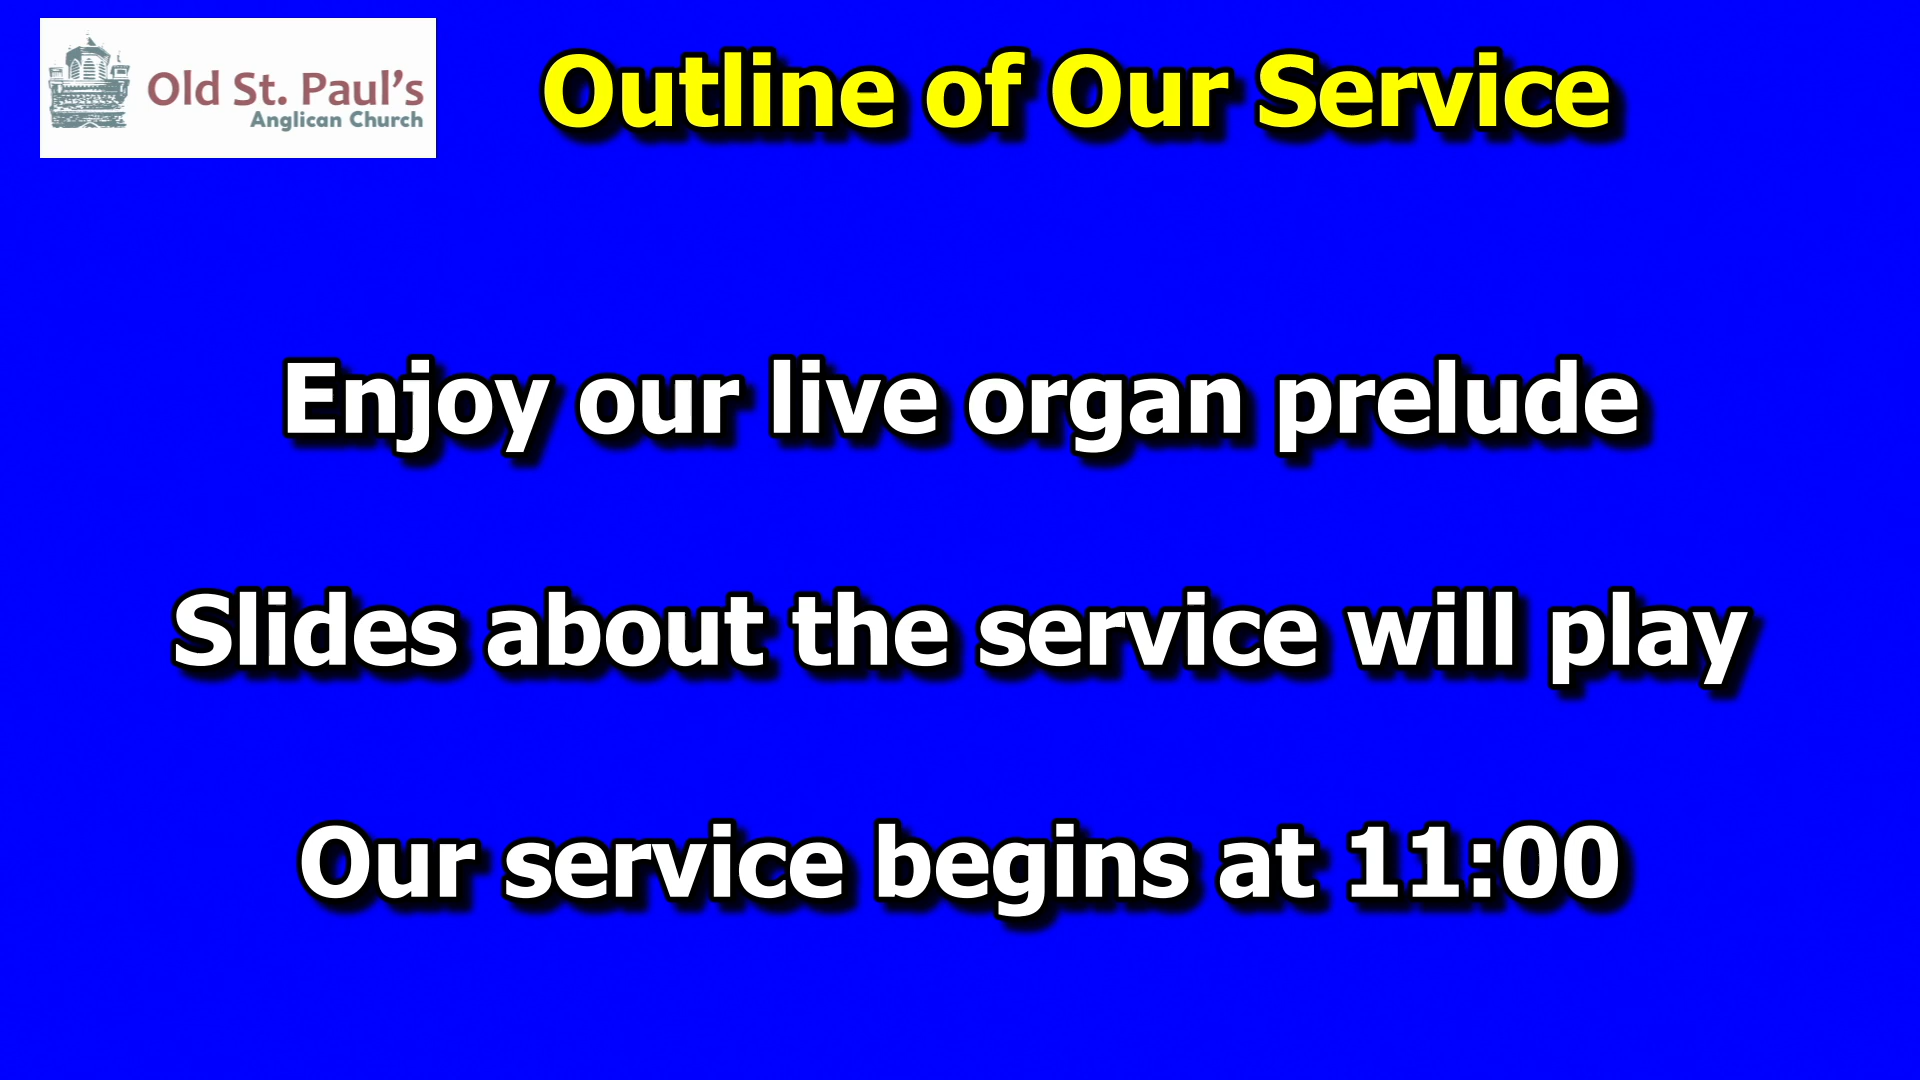 Old St. Paul's
Anglican Church
Outline of Our Service
Enjoy our live organ prelude
Slides about the service will play
Our service begins at 11:00